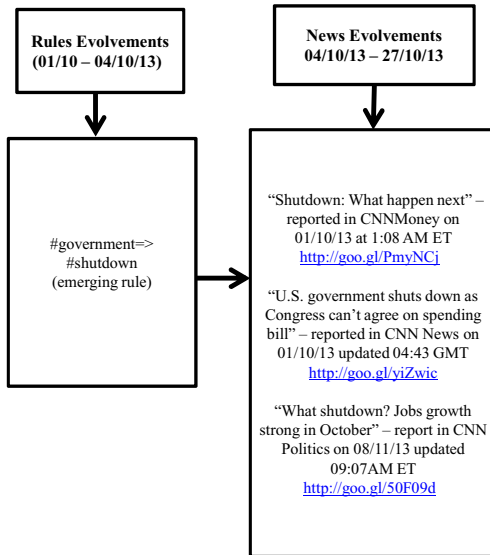 Rules Evolvements
(01/10 – 04/10/13)
News Evolvements
04/10/13 – 27/10/13
#government=>
#shutdown
(emerging rule)
“Shutdown: What happen next” –
reported in CNNMoney on
01/10/13 at 1:08 AM ET
http://goo.gl/PmyNCj
“U.S. government shuts down as
Congress can’t agree on spending
bill” – reported in CNN News on
01/10/13 updated 04:43 GMT
http://goo.gl/yiZwic
“What shutdown? Jobs growth
strong in October” – report in CNN
Politics on 08/11/13 updated
09:07AM ET
http://goo.gl/50F09d